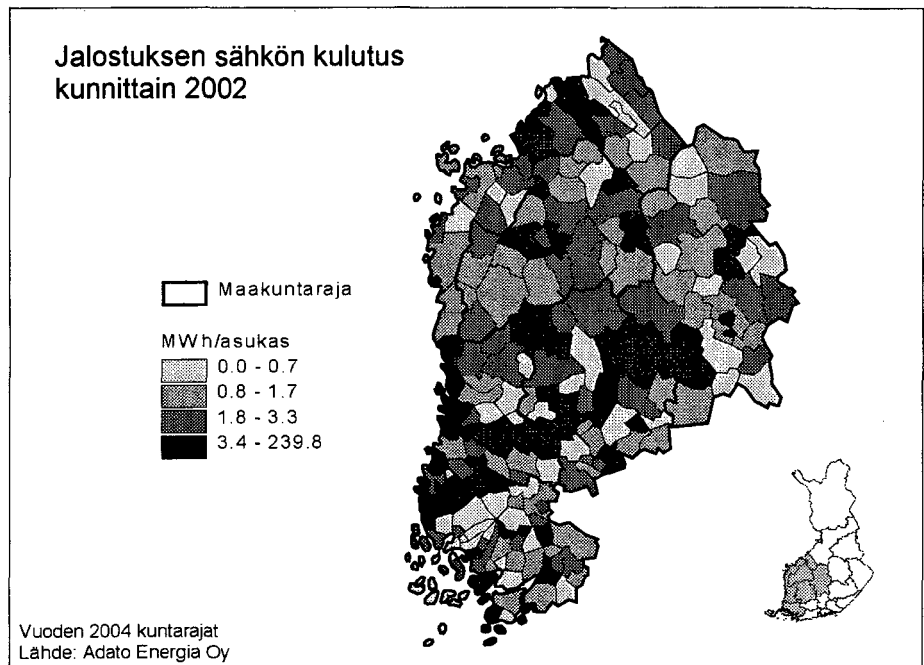 Jalostuksen sähkön kulutus
kunnittain 2002
Maakuntaraja
MWh/asukas
0.0 - 0.7
0.8 - 1.7
1.8 - 3.3
3.4 - 239.8
Vuoden 2004 kuntarajat
Lähde: Adato Energia Oy